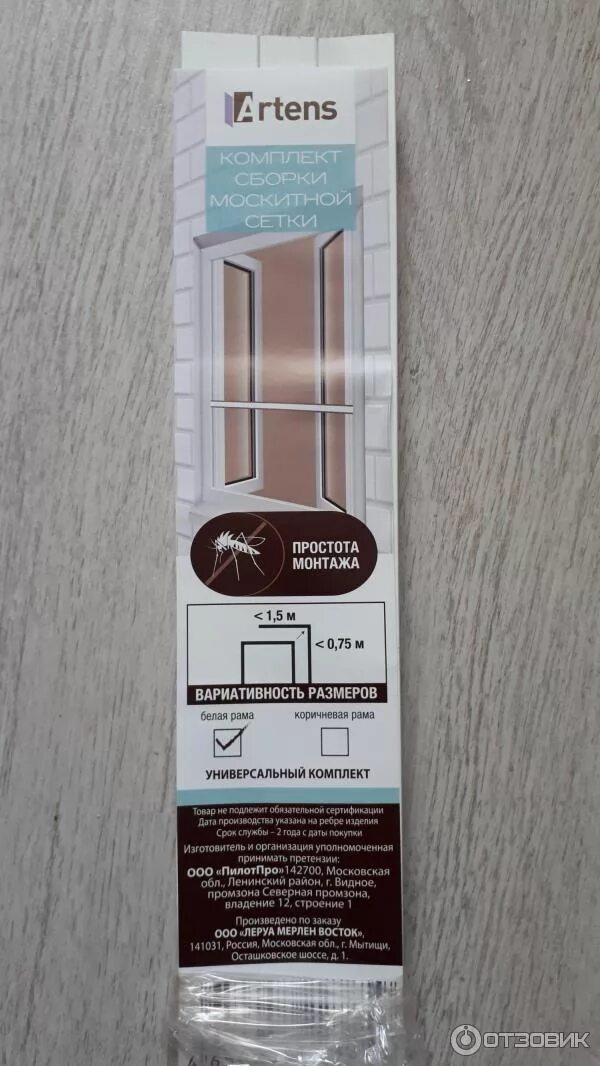 Artens
КОМПЛЕКТ
СБОРКИ
МОСКИТНОЙ
СЕТКИ
ПРОСТОТА
МОНТАЖА
< 1,5 м
< 0,75 м
ВАРИАТИВНОСТЬ РАЗМЕРОВ
белая рама коричневая рама
УНИВЕРСАЛЬНЫЙ КОМПЛЕКТ
Товар не подлежит обязательной сертификации
Дата производства указана на ребре изделия
Срок службы – 2 года с даты покупки
Изготовитель и организация уполномоченная
принимать претензии:
ООО «ПилотПро»142700, Московская
обл., Ленинский район, г. Видное,
промзона Северная промзона,
владение 12, строение 1
Произведено по заказу
ООО «ЛЕРУА МЕРЛЕН ВОСТОК»,
141031, Россия, Московская обл., г. Мытищи,
Осташковское шоссе, д. 1.
ОТЗОВИК